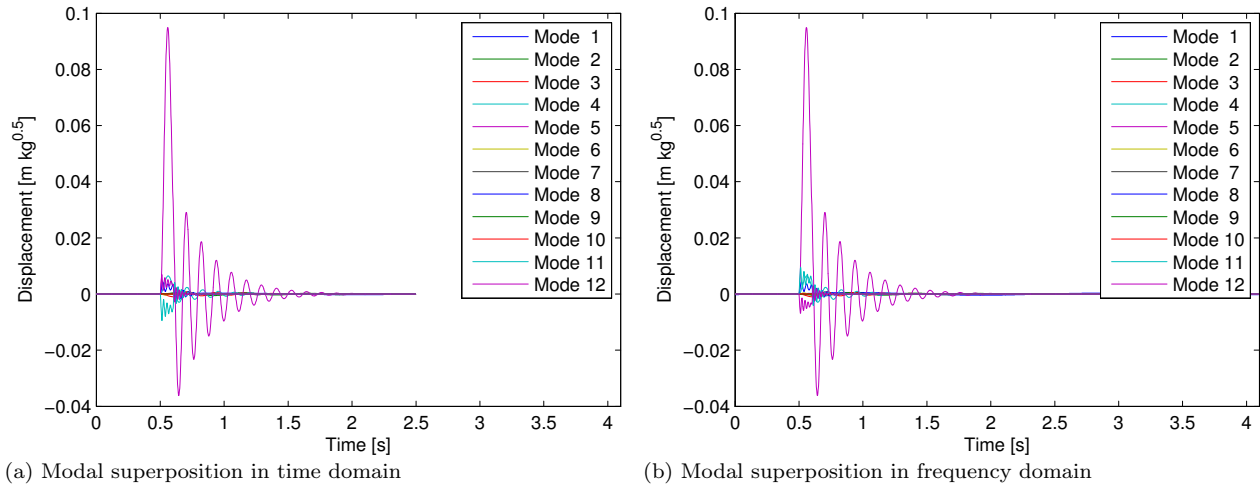 0.1
0.08
0.06
0.04
0.02
0
−0.02
−0.04
Displacement [m kg^0.5]
0 0.5 1 1.5 2 2.5 3 3.5 4
Time [s]
Mode 1
Mode 2
Mode 3
Mode 4
Mode 5
Mode 6
Mode 7
Mode 8
Mode 9
Mode 10
Mode 11
Mode 12
(a) Modal superposition in time domain
0.1
0.08
0.06
0.04
0.02
0
−0.02
−0.04
Displacement [m kg^0.5]
0 0.5 1 1.5 2 2.5 3 3.5 4
Time [s]
Mode 1
Mode 2
Mode 3
Mode 4
Mode 5
Mode 6
Mode 7
Mode 8
Mode 9
Mode 10
Mode 11
Mode 12
(b) Modal superposition in frequency domain